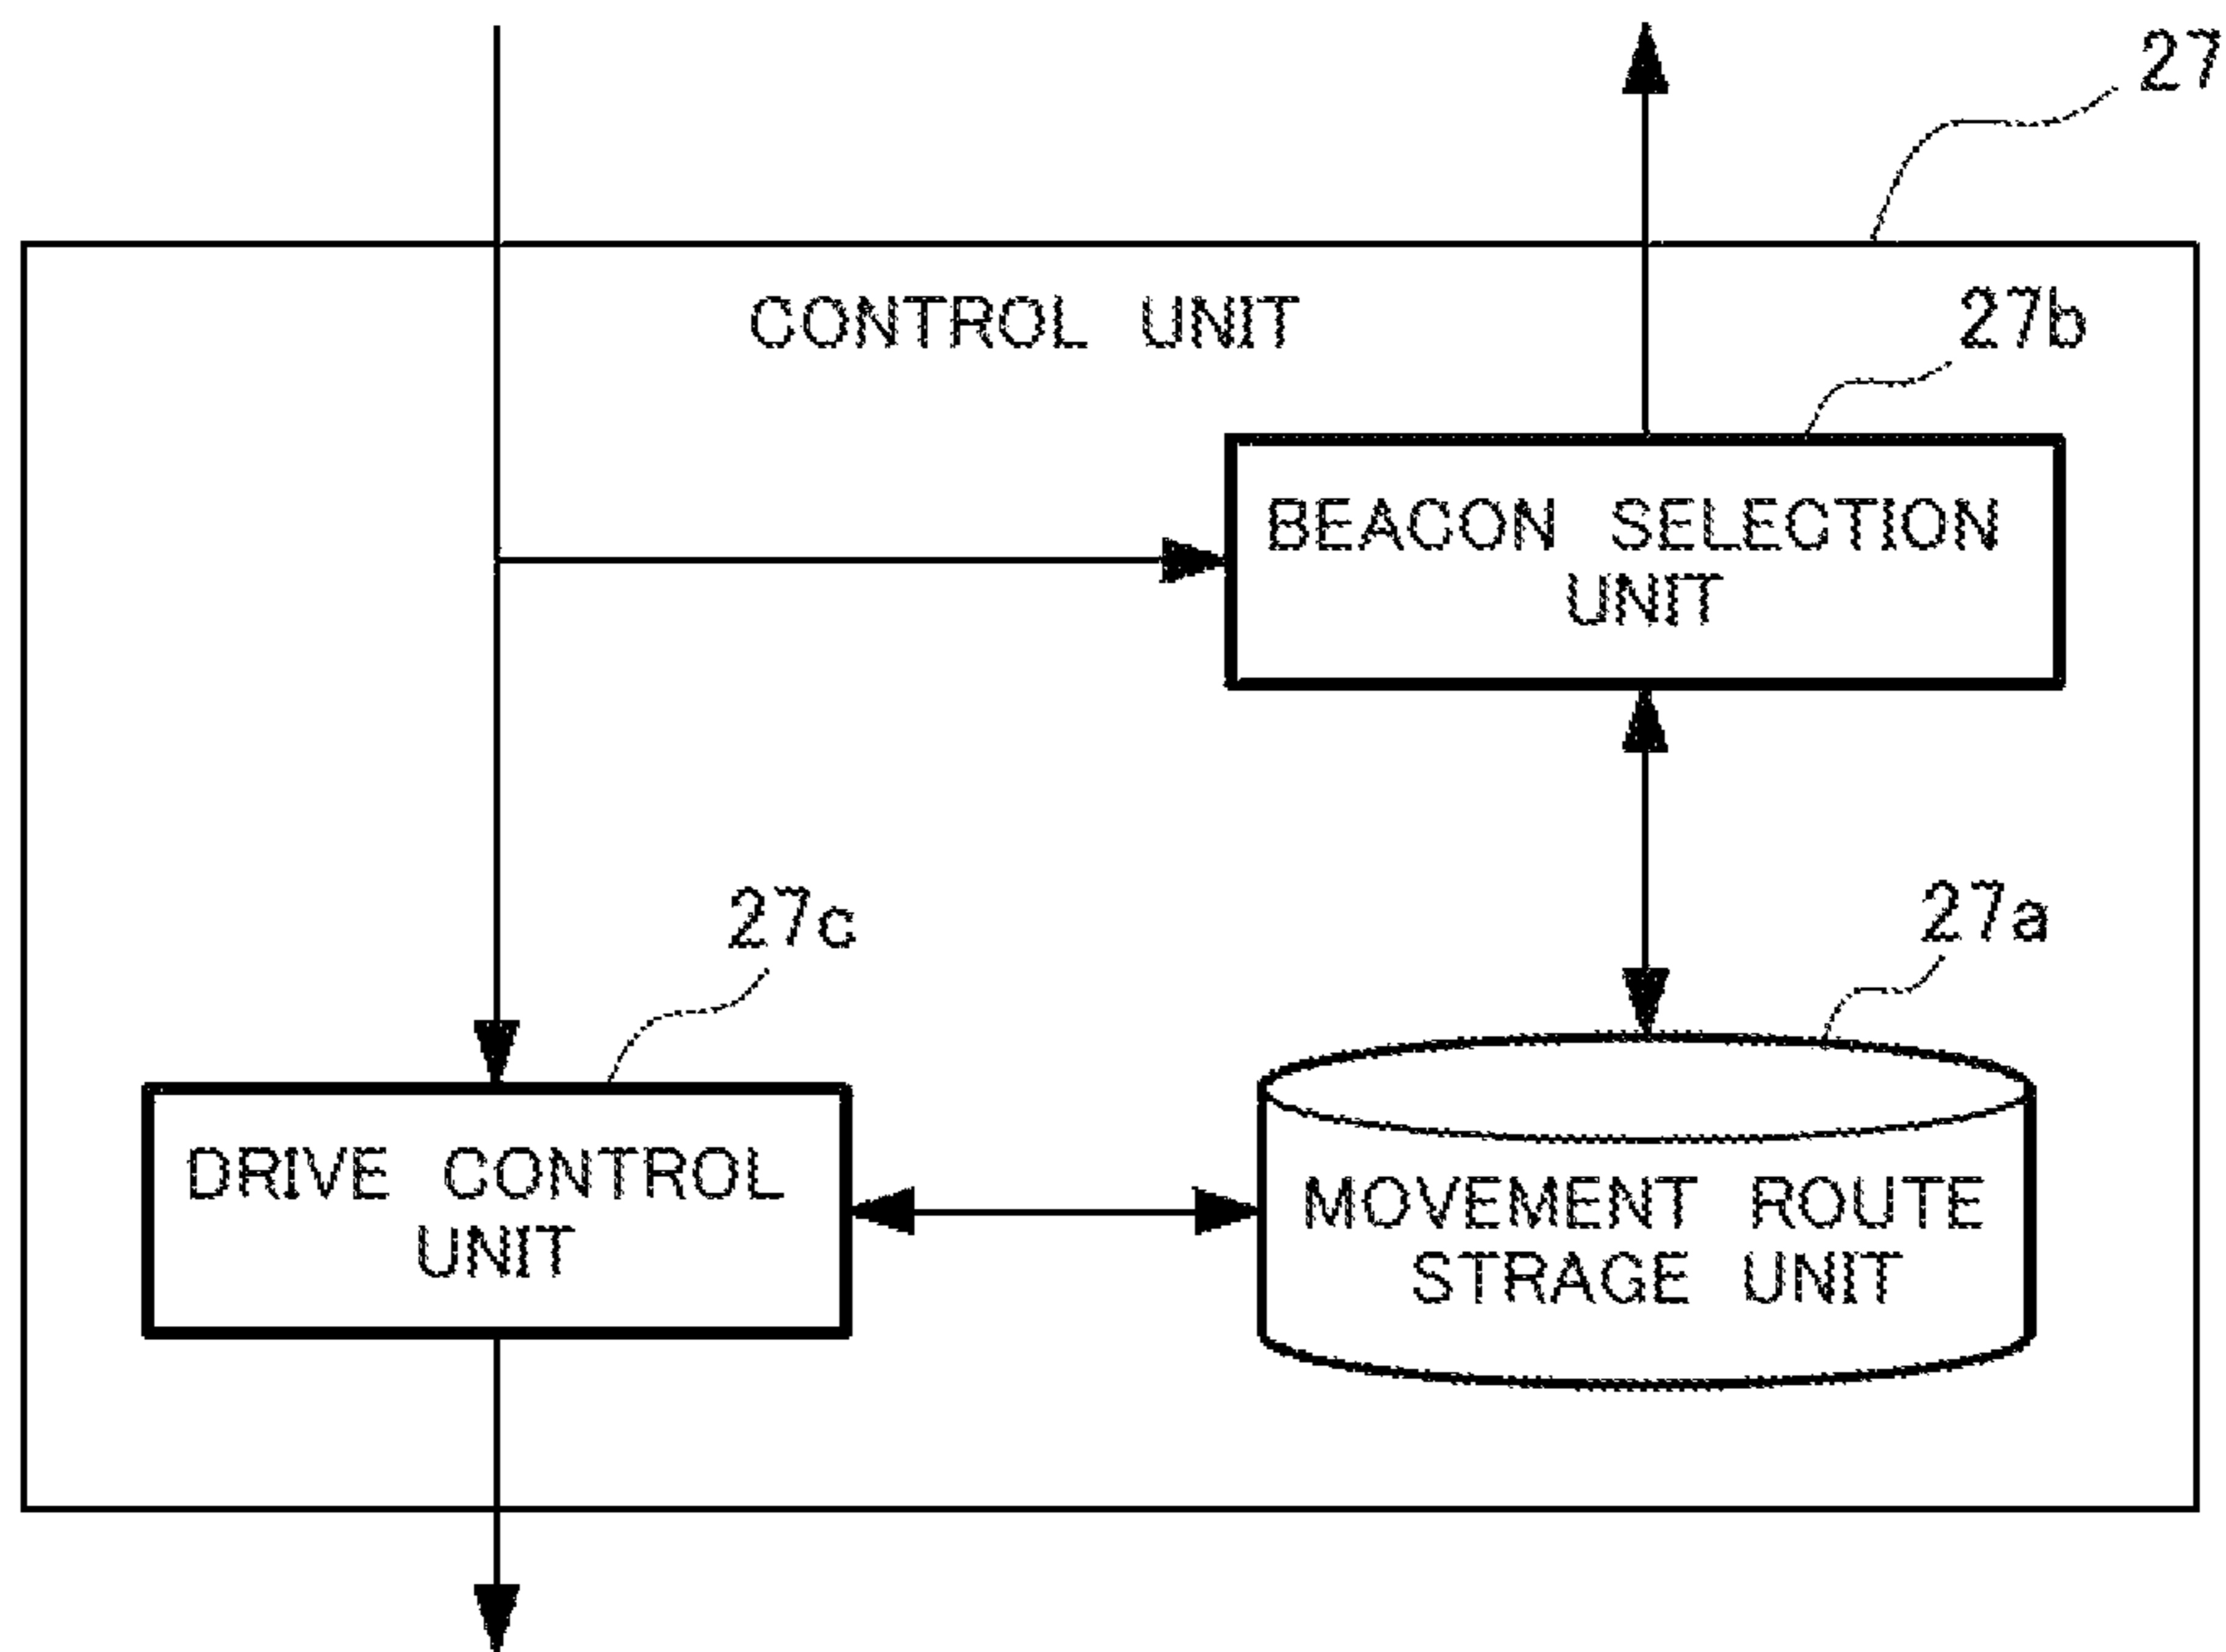 27
CONTROL UNIT
27b
BEACON SELECTION
UNIT
27c
27a
DRIVE CONTROL
UNIT
MOVEMENT ROUTE
STRAGE UNIT